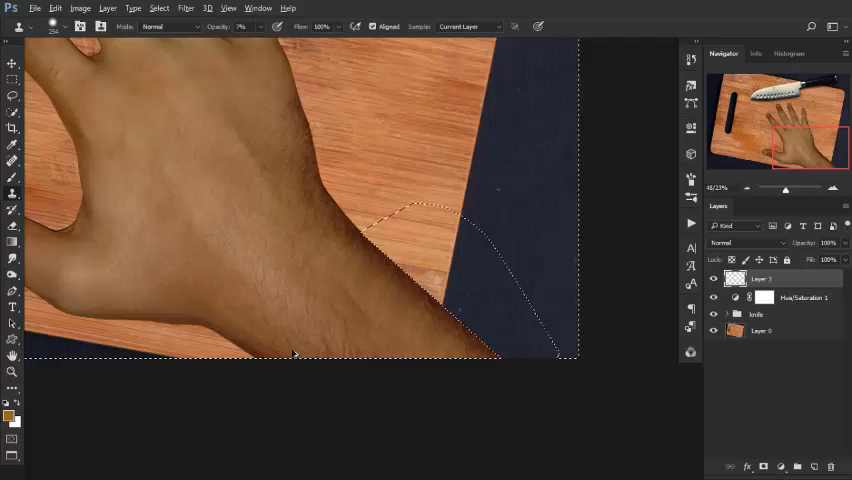 Ps File Edit Image Layer Type Select Filter 3D View Window Help
254 Mode: Normal Opacity: 7% Flow: 100% Aligned Sample: Current Layer
Navigator Info Histogram
Layers
Kind
Normal Opacity: 100%
Lock: Fill: 100%
Hue/Saturation 1
knife
Layer 0